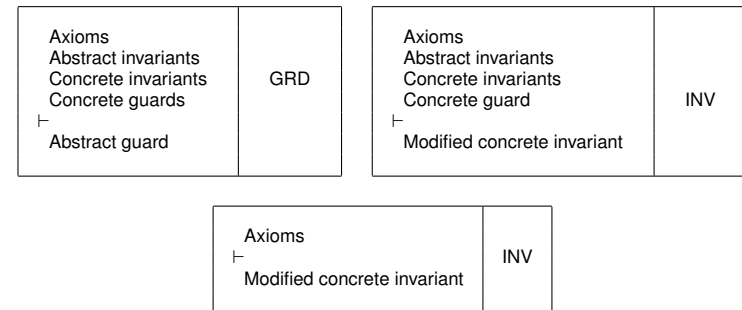 Axioms
Abstract invariants
Concrete invariants
Concrete guards
⊢
Abstract guard
GRD
Axioms
Abstract invariants
Concrete invariants
Concrete guard
⊢
Modified concrete invariant
INV
Axioms
⊢
Modified concrete invariant
INV